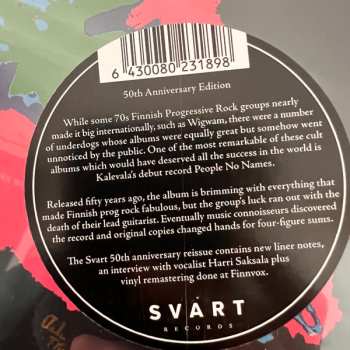 6 430080 231898
50th Anniversary Edition
While some 70s Finnish Progressive Rock groups nearly
made it big internationally, such as Wigwam, there were a number
of underdogs whose albums were equally great but somehow went
unnoticed by the public. One of the most remarkable of these cult
albums which would have deserved all the success in the world is
Kalevala's debut record People No Names.
Released fifty years ago, the album is brimming with everything that
made Finnish prog rock fabulous, but the group's luck ran out with the
death of their lead guitarist. Eventually music connoisseurs discovered
the record and original copies changed hands for four-figure sums.
The Svart 50th anniversary reissue contains new liner notes,
an interview with vocalist Harri Saksala plus
vinyl remastering done at Finnvox.
SVART
RECORDS